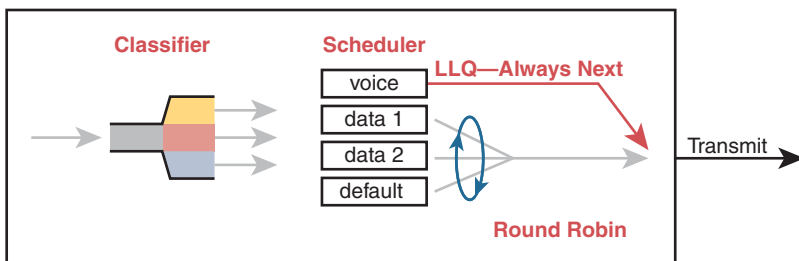 Classifier
Scheduler
voice
LLQ—Always Next
data 1
data 2
default
Round Robin
Transmit